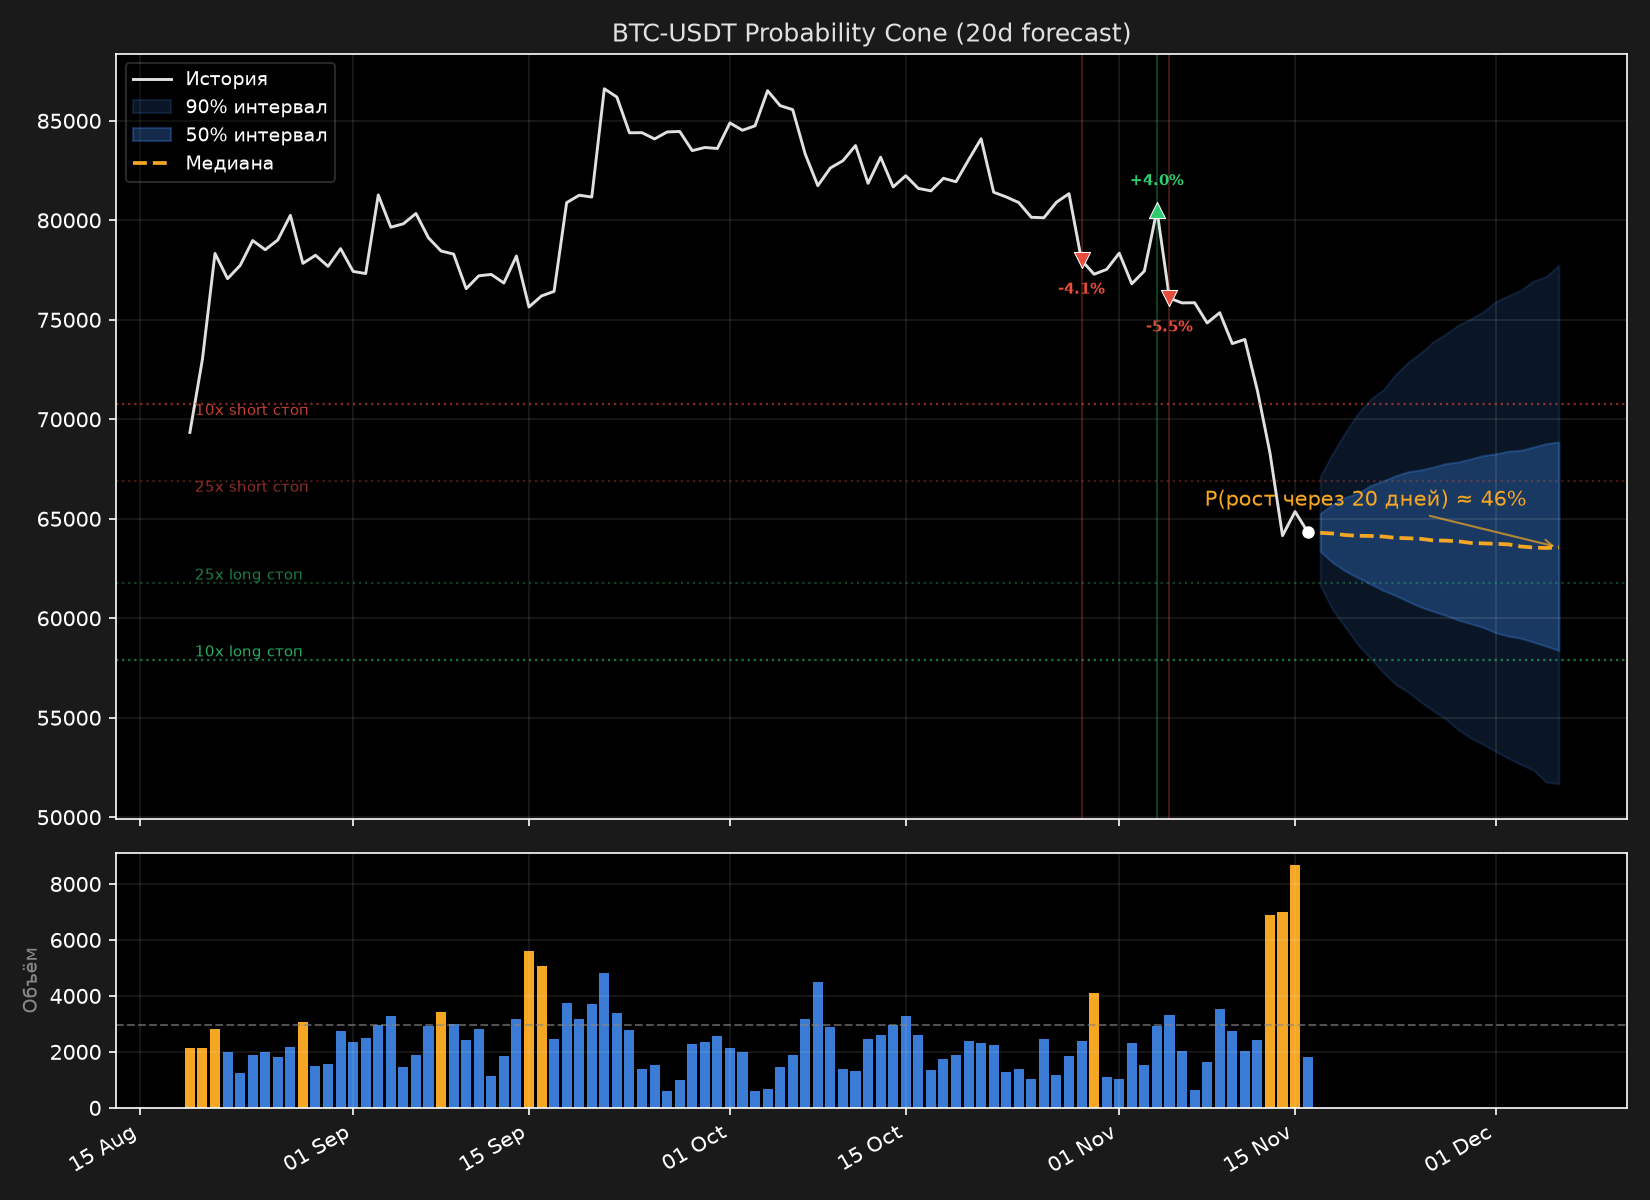 BTC-USDT Probability Cone (20d forecast)
История
90% интервал
50% интервал
Медиана
85000
80000
75000
70000
65000
60000
55000
50000
+4.0%
-4.1%
-5.5%
10x short стоп
25x short стоп
P(рост через 20 дней) ≈ 46%
25x long стоп
10x long стоп
Объём
8000
6000
4000
2000
0
15 Aug
01 Sep
15 Sep
01 Oct
15 Oct
01 Nov
15 Nov
01 Dec